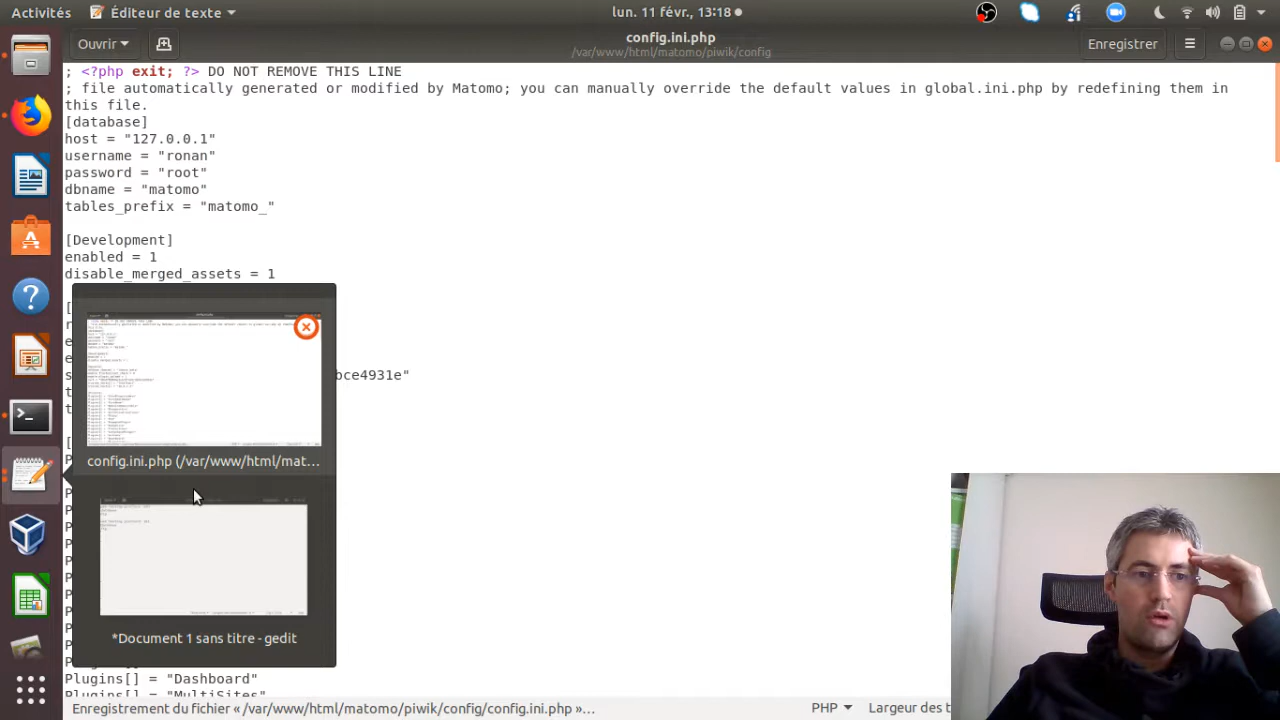 Activités
Éditeur de texte
lun. 11 févr., 13:18
Ouvrir
config.ini.php
/var/www/html/matomo/piwik/config
Enregistrer
; <?php exit; ?> DO NOT REMOVE THIS LINE
; file automatically generated or modified by Matomo; you can manually override the default values in global.ini.php by redefining them in
this file.
[database]
host = "127.0.0.1"
username = "ronan"
password = "root"
dbname = "matomo"
tables_prefix = "matomo_"
[Development]
enabled = 1
disable_merged_assets = 1
bce4931e"
config.ini.php (/var/www/html/mat...
*Document 1 sans titre - gedit
Plugins[] = "Dashboard"
Plugins[] = "MultiSites"
Enregistrement du fichier « /var/www/html/matomo/piwik/config/config.ini.php »...
PHP
Largeur des t